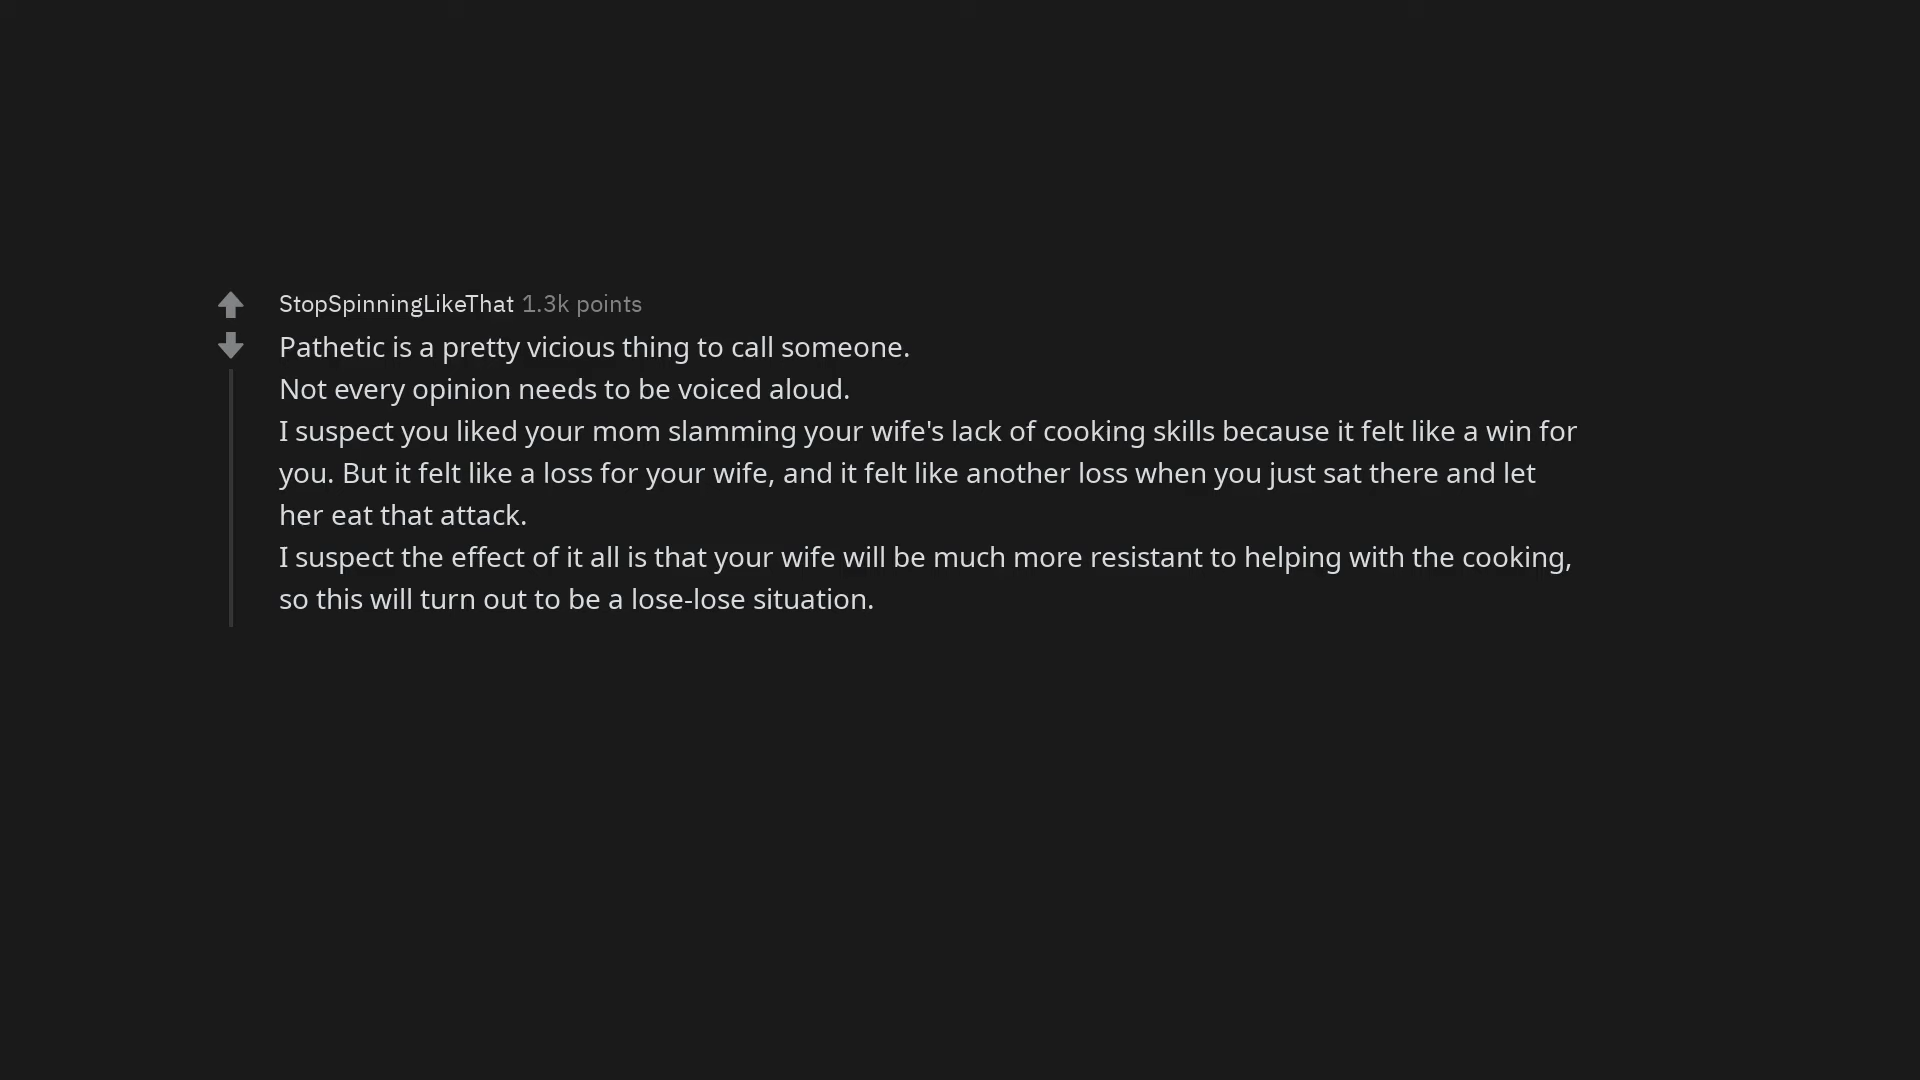 StopSpinningLikeThat 1.3k points
Pathetic is a pretty vicious thing to call someone.
Not every opinion needs to be voiced aloud.
I suspect you liked your mom slamming your wife's lack of cooking skills because it felt like a win for
you. But it felt like a loss for your wife, and it felt like another loss when you just sat there and let
her eat that attack.
I suspect the effect of it all is that your wife will be much more resistant to helping with the cooking,
so this will turn out to be a lose-lose situation.